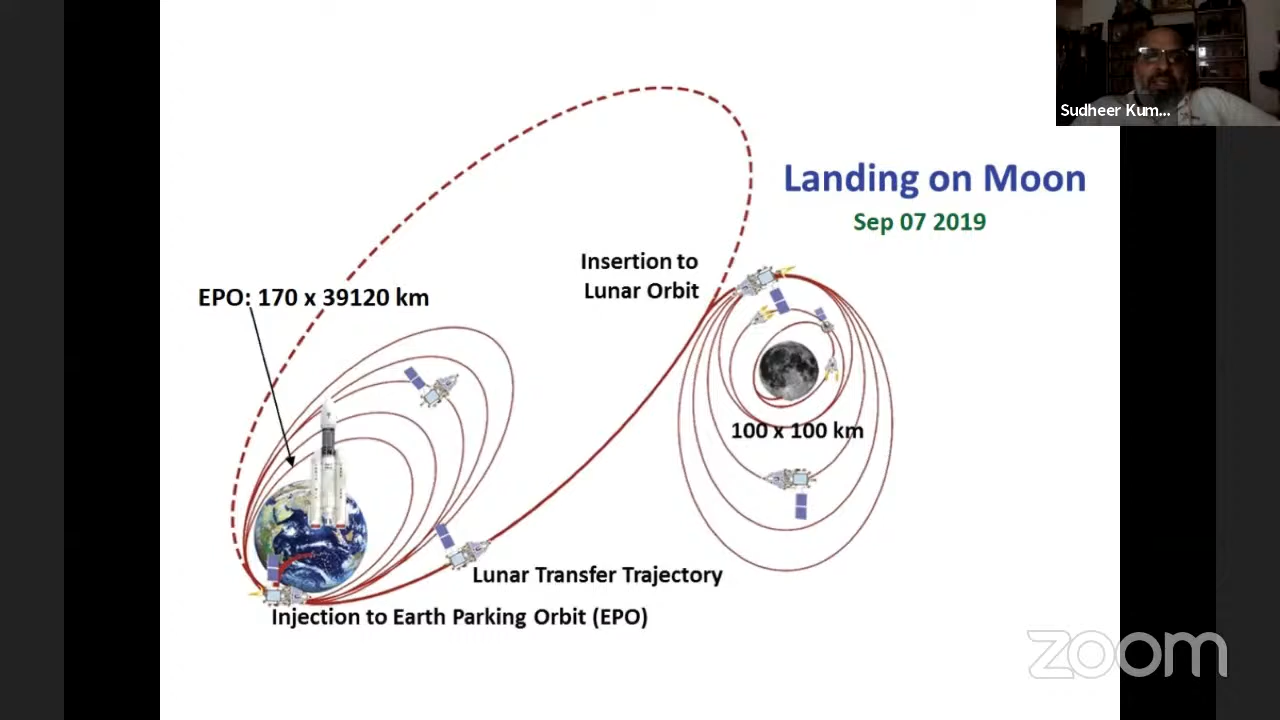 Sudheer Kum...
Landing on Moon
Sep 07 2019
Insertion to
Lunar Orbit
EPO: 170 x 39120 km
100 x 100 km
Lunar Transfer Trajectory
Injection to Earth Parking Orbit (EPO)
zoom